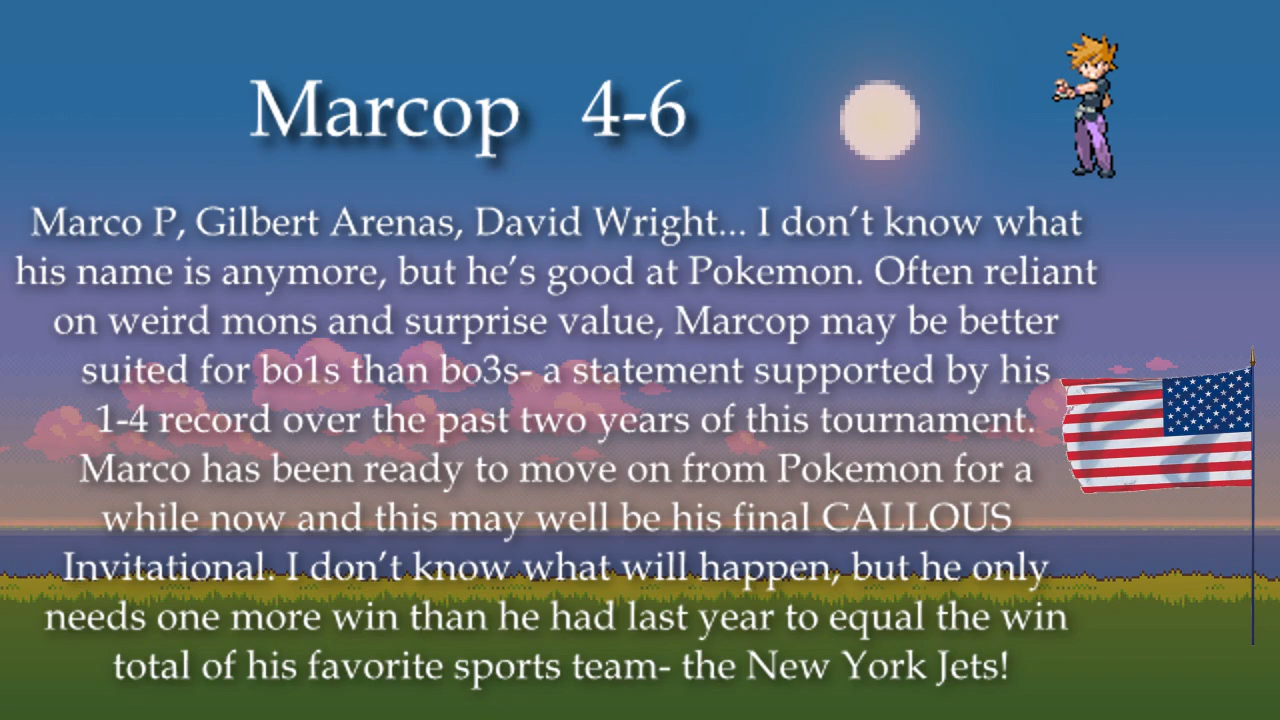 Marcop 4-6
Marco P, Gilbert Arenas, David Wright... I don’t know what
his name is anymore, but he’s good at Pokemon. Often reliant
on weird mons and surprise value, Marcop may be better
suited for bo1s than bo3s- a statement supported by his
1-4 record over the past two years of this tournament.
Marco has been ready to move on from Pokemon for a
while now and this may well be his final CALLOUS
Invitational. I don’t know what will happen, but he only
needs one more win than he had last year to equal the win
total of his favorite sports team- the New York Jets!